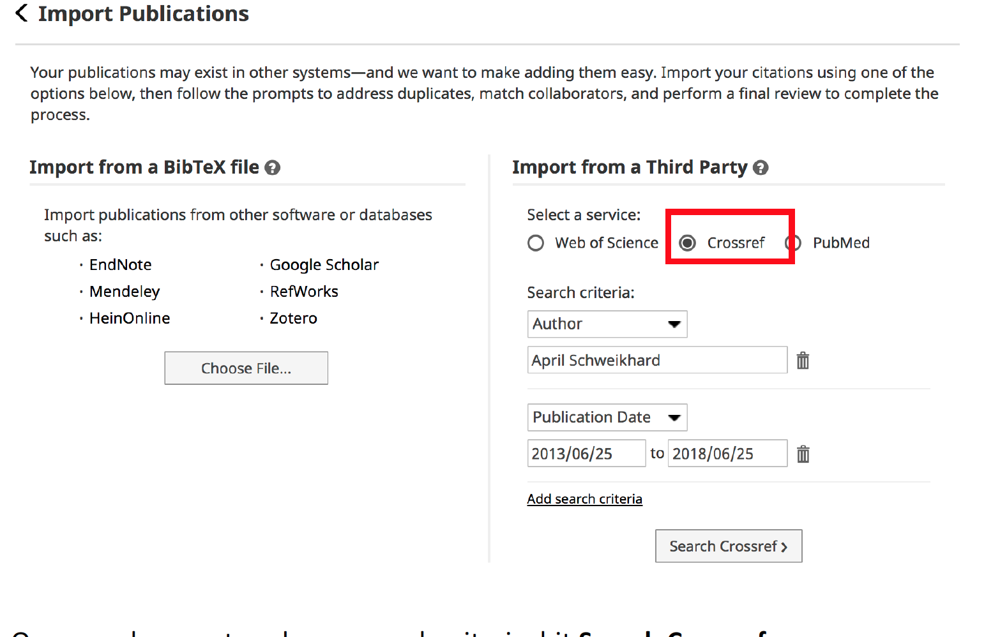 Import Publications
Your publications may exist in other systems—and we want to make adding them easy. Import your citations using one of the
options below, then follow the prompts to address duplicates, match collaborators, and perform a final review to complete the
process.
Import from a BibTeX file
Import publications from other software or databases
such as:
· EndNote
· Mendeley
· HeinOnline
· Google Scholar
· RefWorks
· Zotero
Choose File...
Import from a Third Party
Select a service:
Web of Science Crossref PubMed
Search criteria:
Author
April Schweikhard
Publication Date
2013/06/25 to 2018/06/25
Add search criteria
Search Crossref ›